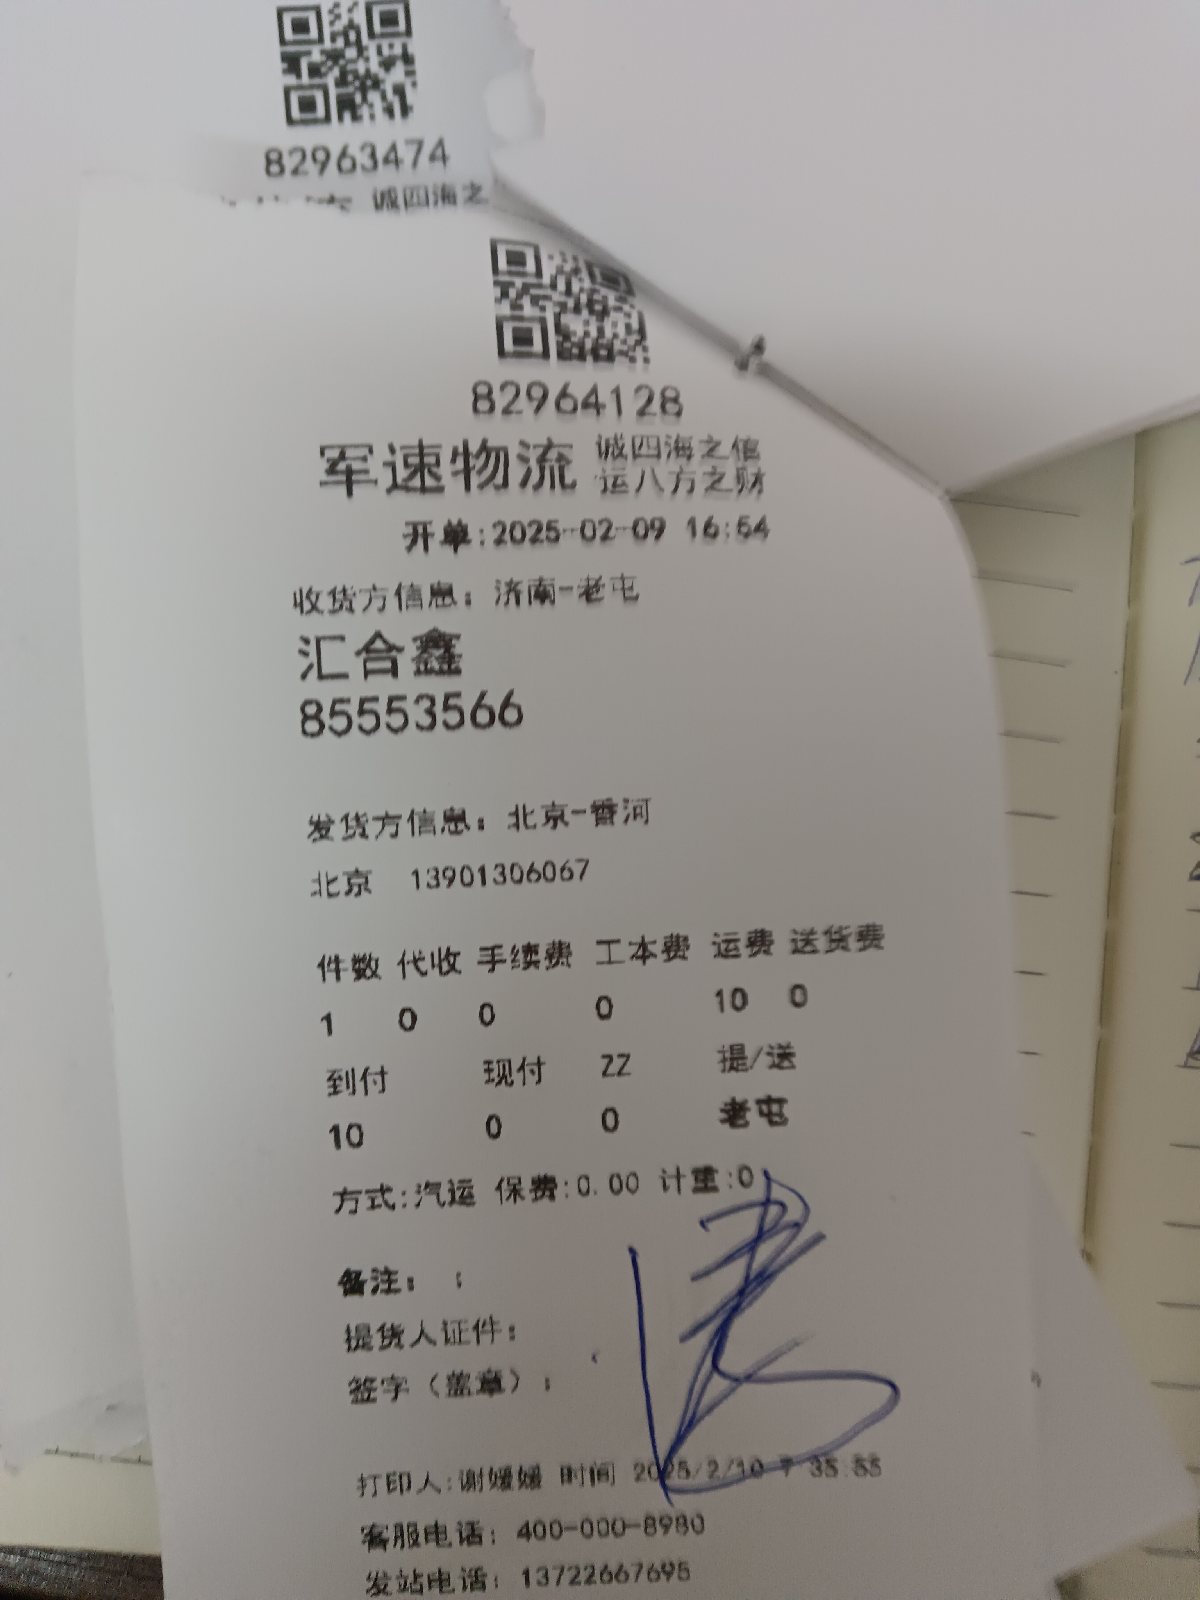 82963474
诚四海之
82964128
军速物流 诚四海之信
运八方之财
开单:2025-02-09 16:54
收货方信息: 济南-老屯
汇合鑫
85553566
发货方信息: 北京-香河
北京 13901306067
件数 代收 手续费 工本费 运费 送货费
1 0 0 0 10 0
到付 现付 ZZ 提/送
10 0 0 老屯
方式:汽运 保费:0.00 计重:0
备注: ;
提货人证件:
签字（盖章）:
打印人:谢媛媛 时间 2025/2/10 7:35:55
客服电话: 400-000-8980
发站电话: 13722667695